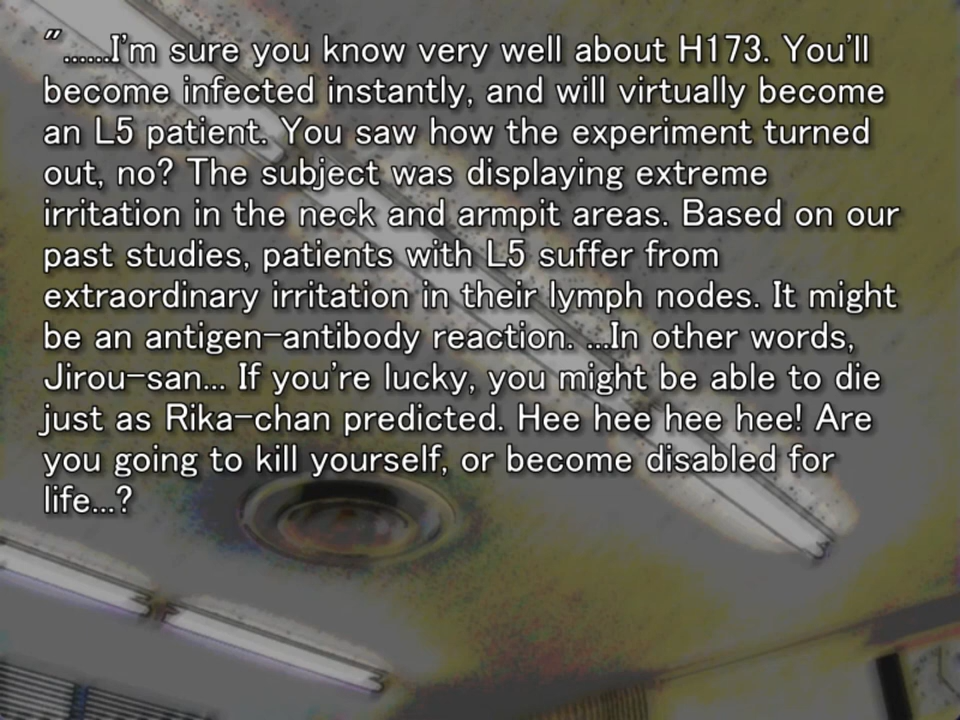 "......I'm sure you know very well about H173. You'll
become infected instantly, and will virtually become
an L5 patient. You saw how the experiment turned
out, no? The subject was displaying extreme
irritation in the neck and armpit areas. Based on our
past studies, patients with L5 suffer from
extraordinary irritation in their lymph nodes. It might
be an antigen-antibody reaction. ...In other words,
Jirou-san... If you're lucky, you might be able to die
just as Rika-chan predicted. Hee hee hee hee! Are
you going to kill yourself, or become disabled for
life...?